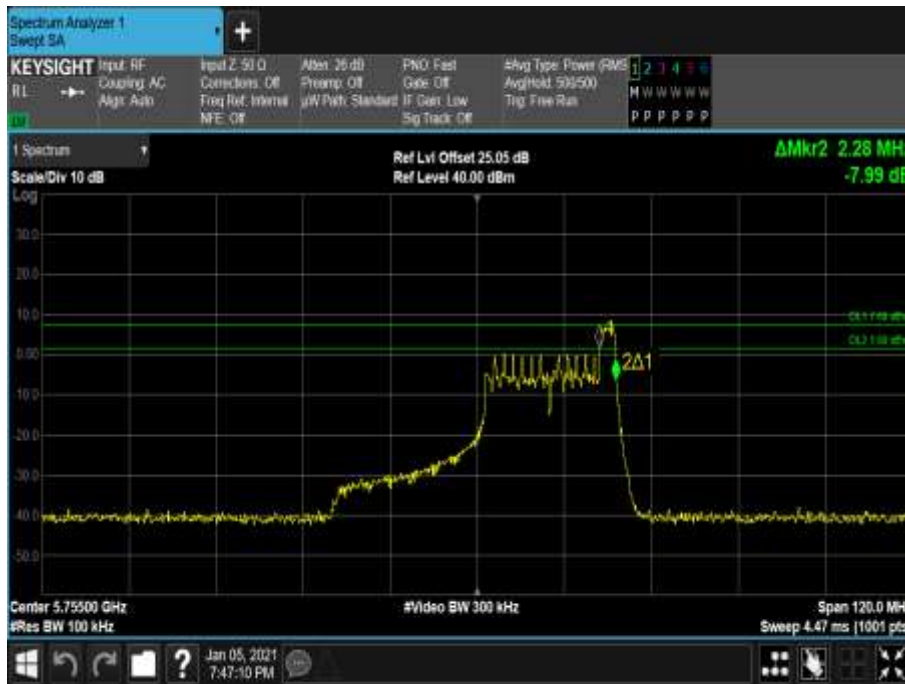 Spectrum Analyzer 1
Swept SA
+
KEYSIGHT Input: RF
RL
Coupling: AC
Align: Auto
Input Z: 50 Ω
Corrections: Off
Freq Ref: Internal
NFE: Off
Atten: 26 dB
Preamp: Off
µW Path: Standard
PNO: Fast
Gate: Off
IF Gain: Low
Sig Track: Off
#Avg Type: Power (RMS
Avg|Hold: 500/500
Trig: Free Run
1 2 3 4 5 6
M W W W W W
P P P P P P
1 Spectrum
Scale/Div 10 dB
Log
Ref Lvl Offset 25.05 dB
Ref Level 40.00 dBm
ΔMkr2 2.28 MH
-7.99 dB
30.0
20.0
10.0
0.00
-10.0
-20.0
-30.0
-40.0
-50.0
2Δ1
Center 5.75500 GHz
#Res BW 100 kHz
#Video BW 300 kHz
Span 120.0 MH
Sweep 4.47 ms (1001 pts
?
Jan 05, 2021
7:47:10 PM